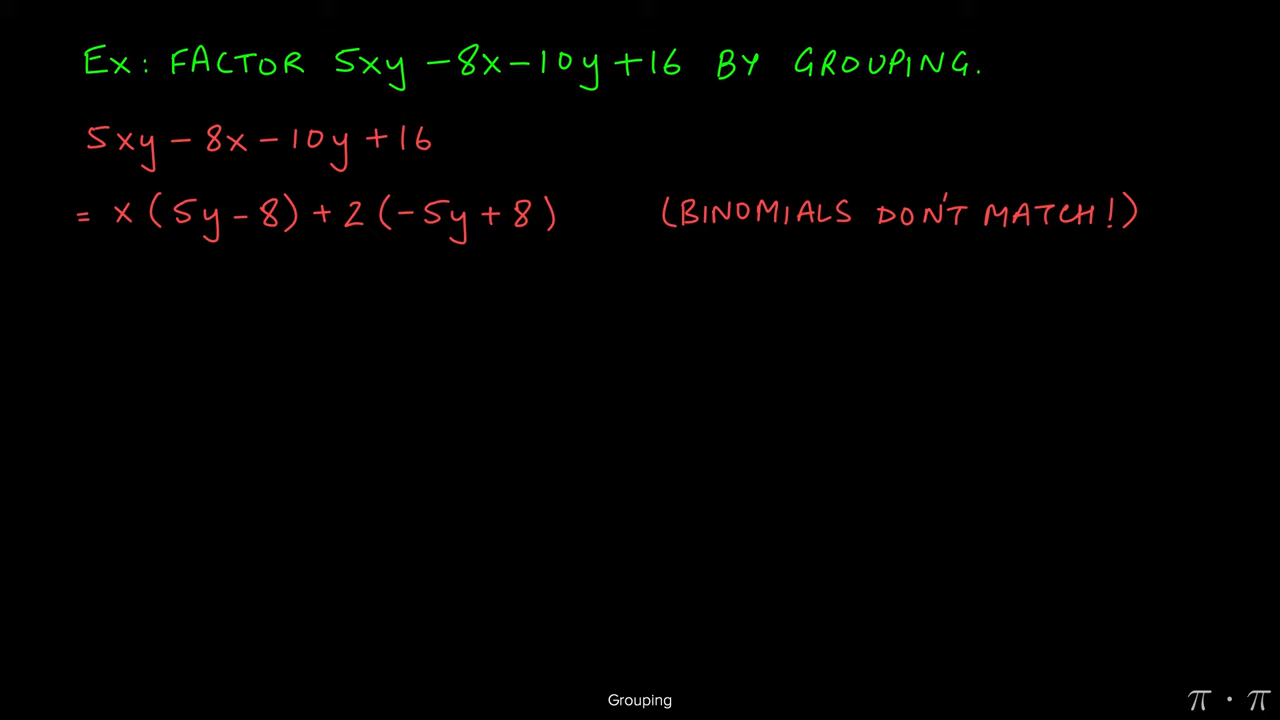 Ex: FACTOR 5xy - 8x - 10y + 16 BY GROUPING.
5xy - 8x - 10y + 16
= x (5y - 8) + 2 (-5y + 8) (BINOMIALS DON'T MATCH!)
Grouping
π · π